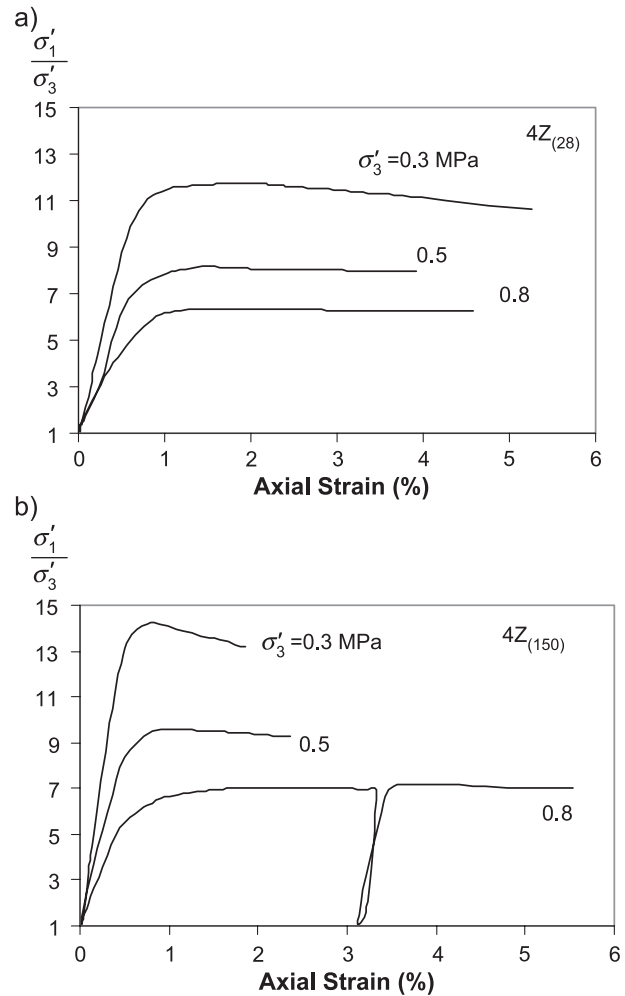 a)
σ′₁
σ′₃
15
13
11
9
7
5
3
1
4Z₍₂₈₎
σ′₃ =0.3 MPa
0.5
0.8
0 1 2 3 4 5 6
Axial Strain (%)
b)
σ′₁
σ′₃
15
13
11
9
7
5
3
1
4Z₍₁₅₀₎
σ′₃ =0.3 MPa
0.5
0.8
0 1 2 3 4 5 6
Axial Strain (%)